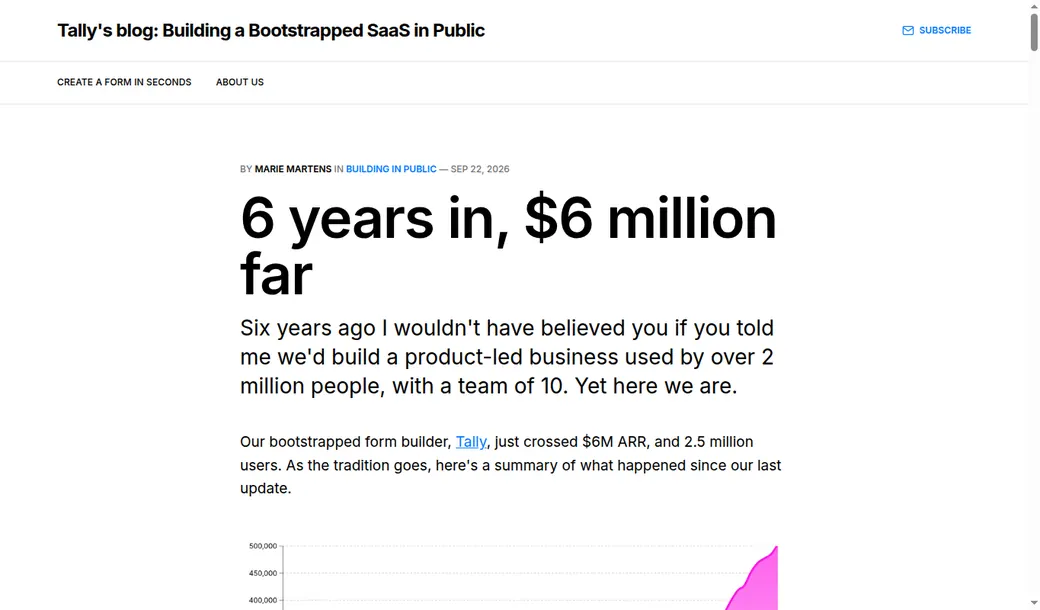 Tally's blog: Building a Bootstrapped SaaS in Public
SUBSCRIBE
CREATE A FORM IN SECONDS
ABOUT US
BY MARIE MARTENS IN BUILDING IN PUBLIC — SEP 22, 2026
6 years in, $6 million
far
Six years ago I wouldn't have believed you if you told
me we'd build a product-led business used by over 2
million people, with a team of 10. Yet here we are.
Our bootstrapped form builder, Tally, just crossed $6M ARR, and 2.5 million
users. As the tradition goes, here's a summary of what happened since our last
update.
500,000
450,000
400,000